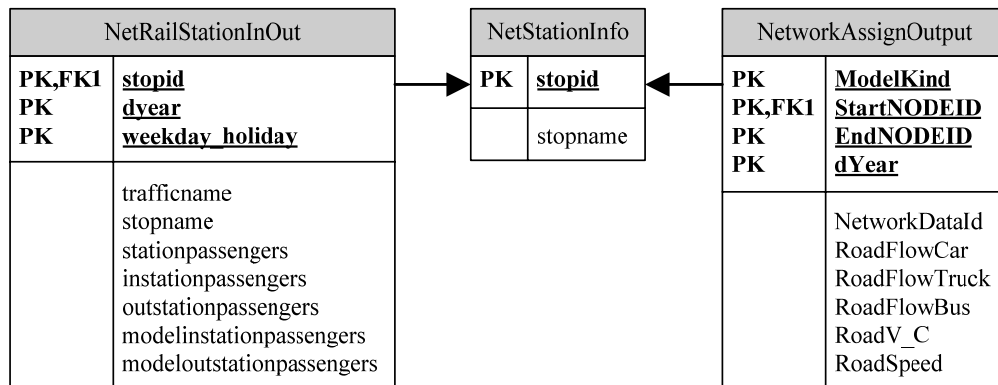 NetRailStationInOut
PK,FK1 stopid
PK dyear
PK weekday_holiday
trafficname
stopname
stationpassengers
instationpassengers
outstationpassengers
modelinstationpassengers
modeloutstationpassengers
NetStationInfo
PK stopid
stopname
NetworkAssignOutput
PK ModelKind
PK,FK1 StartNODEID
PK EndNODEID
PK dYear
NetworkDataId
RoadFlowCar
RoadFlowTruck
RoadFlowBus
RoadV_C
RoadSpeed